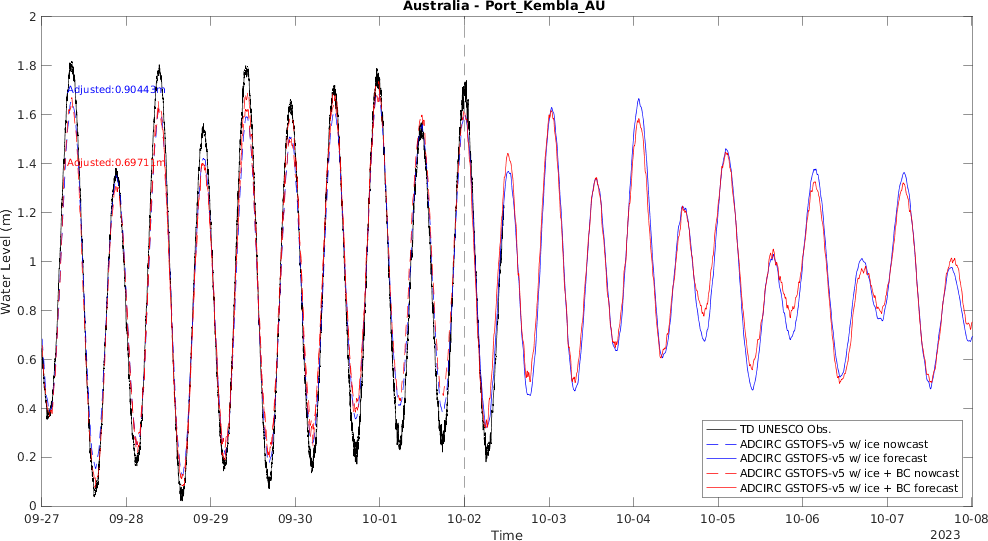 Australia - Port_Kembla_AU
2
1.8
1.6
1.4
1.2
1
0.8
0.6
0.4
0.2
0
Water Level (m)
Adjusted:0.90443m
Adjusted:0.69711m
TD UNESCO Obs.
ADCIRC GSTOFS-v5 w/ ice nowcast
ADCIRC GSTOFS-v5 w/ ice forecast
ADCIRC GSTOFS-v5 w/ ice + BC nowcast
ADCIRC GSTOFS-v5 w/ ice + BC forecast
09-27 09-28 09-29 09-30 10-01 10-02 10-03 10-04 10-05 10-06 10-07 10-08
Time
2023